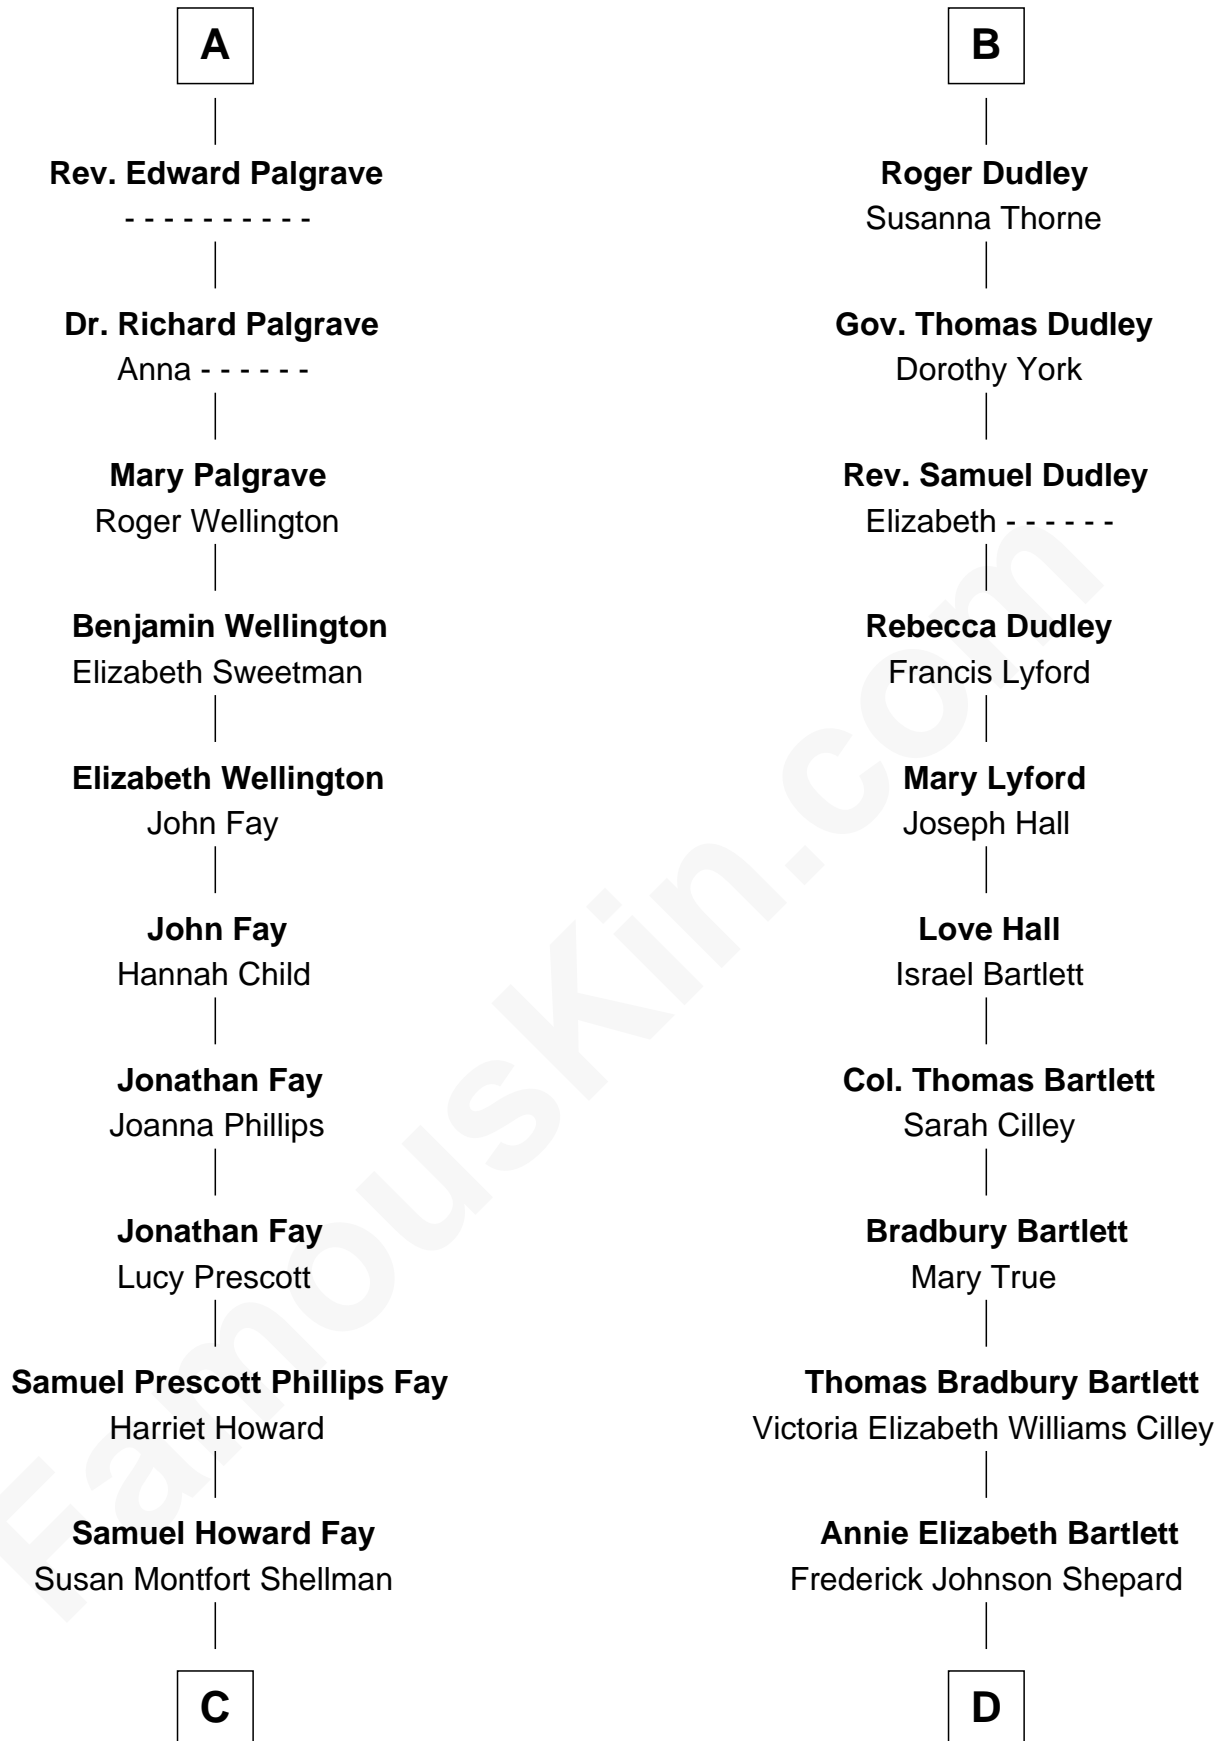 A
Rev. Edward Palgrave
- - - - - - - - - -
Dr. Richard Palgrave
Anna - - - - - -
Mary Palgrave
Roger Wellington
Benjamin Wellington
Elizabeth Sweetman
Elizabeth Wellington
John Fay
John Fay
Hannah Child
Jonathan Fay
Joanna Phillips
Jonathan Fay
Lucy Prescott
Samuel Prescott Phillips Fay
Harriet Howard
Samuel Howard Fay
Susan Montfort Shellman
C
B
Roger Dudley
Susanna Thorne
Gov. Thomas Dudley
Dorothy York
Rev. Samuel Dudley
Elizabeth - - - - - -
Rebecca Dudley
Francis Lyford
Mary Lyford
Joseph Hall
Love Hall
Israel Bartlett
Col. Thomas Bartlett
Sarah Cilley
Bradbury Bartlett
Mary True
Thomas Bradbury Bartlett
Victoria Elizabeth Williams Cilley
Annie Elizabeth Bartlett
Frederick Johnson Shepard
D
FamousKin.com